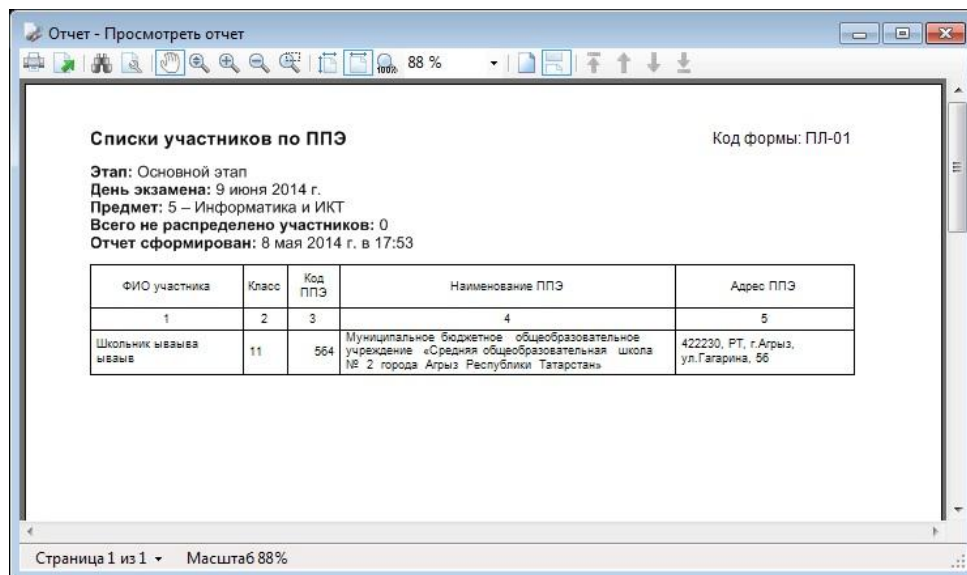 Отчет - Просмотреть отчет
100% 88 %
Списки участников по ППЭ
Код формы: ПЛ-01
Этап: Основной этап
День экзамена: 9 июня 2014 г.
Предмет: 5 – Информатика и ИКТ
Всего не распределено участников: 0
Отчет сформирован: 8 мая 2014 г. в 17:53
ФИО участника Класс Код ППЭ Наименование ППЭ Адрес ППЭ
1 2 3 4 5
Школьник ываыва
ываыв
11
564
Муниципальное бюджетное общеобразовательное
учреждение «Средняя общеобразовательная школа
№ 2 города Агрыз Республики Татарстан»
422230, РТ, г.Агрыз,
ул.Гагарина, 5б
Страница 1 из 1 Масштаб 88%